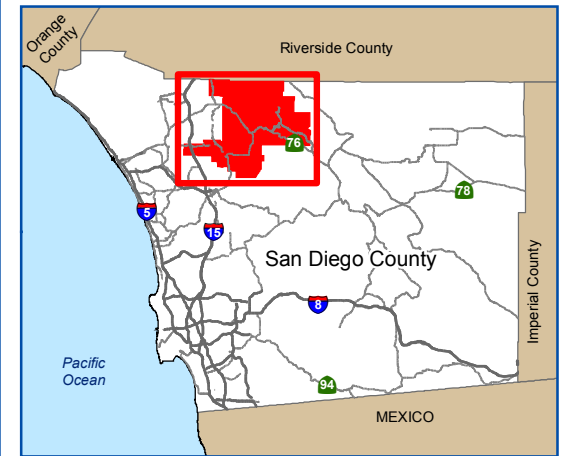 Orange
County
Riverside County
76
78
5
15
San Diego County
Imperial County
8
Pacific
Ocean
94
MEXICO